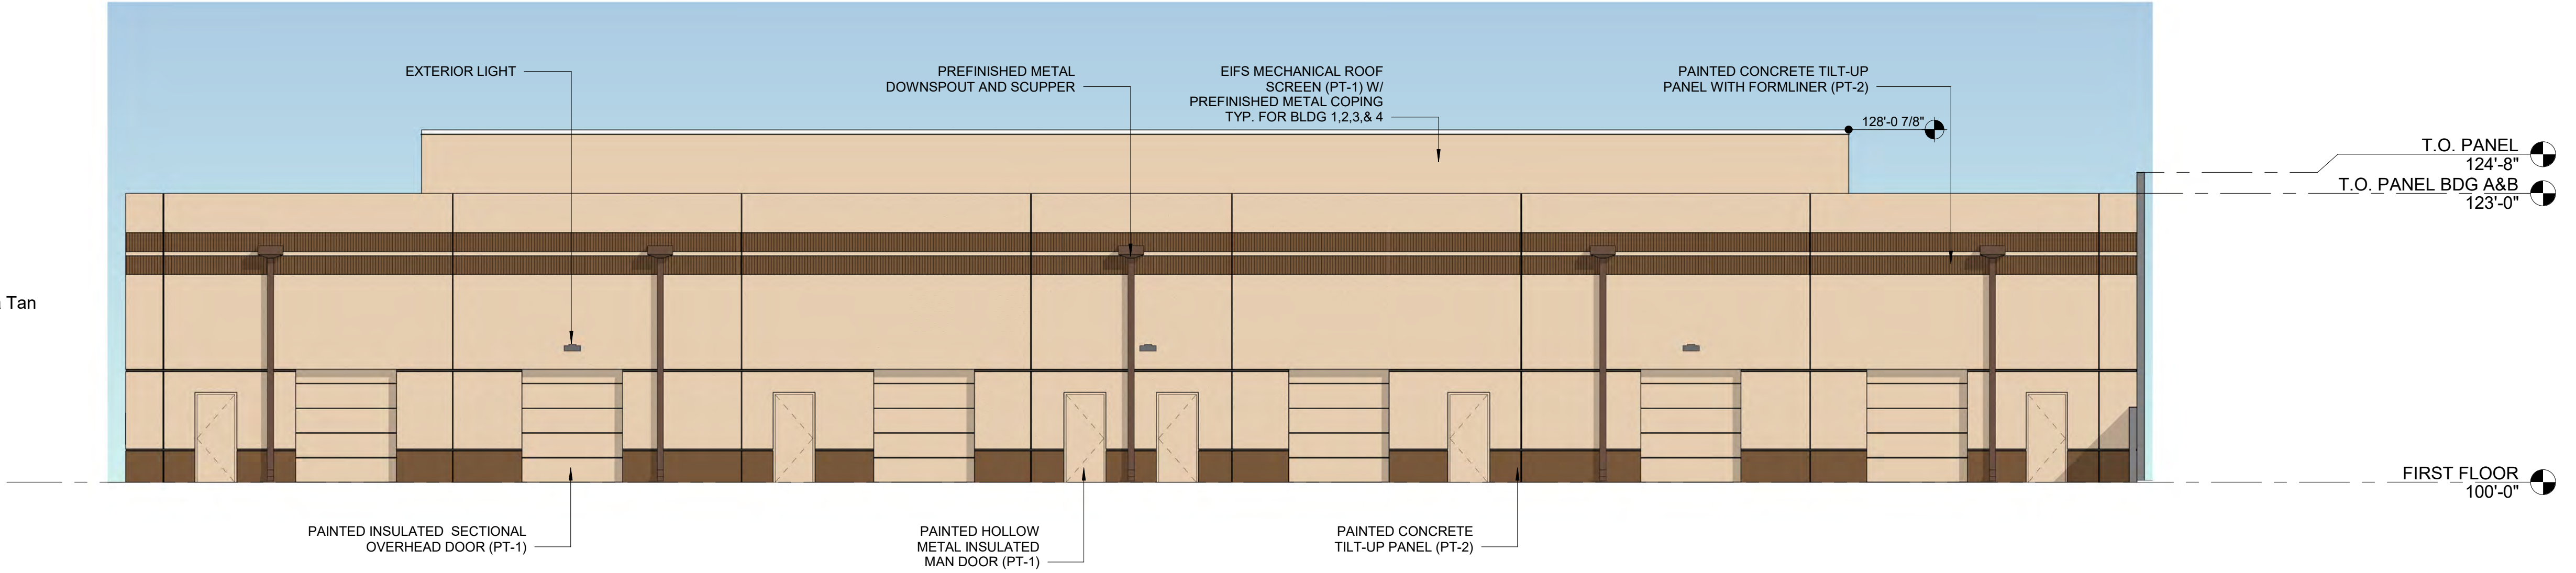 EXTERIOR LIGHT
PREFINISHED METAL
DOWNSPOUT AND SCUPPER
EIFS MECHANICAL ROOF
SCREEN (PT-1) W/
PREFINISHED METAL COPING
TYP. FOR BLDG 1,2,3,& 4
PAINTED CONCRETE TILT-UP
PANEL WITH FORMLINER (PT-2)
128'-0 7/8"
T.O. PANEL
124'-8"
T.O. PANEL BDG A&B
123'-0"
Tan
FIRST FLOOR
100'-0"
PAINTED INSULATED SECTIONAL
OVERHEAD DOOR (PT-1)
PAINTED HOLLOW
METAL INSULATED
MAN DOOR (PT-1)
PAINTED CONCRETE
TILT-UP PANEL (PT-2)